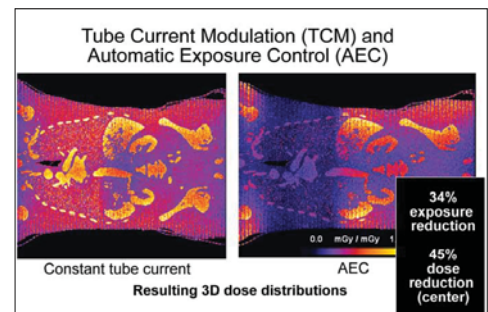 Tube Current Modulation (TCM) and
Automatic Exposure Control (AEC)
0.0 mGy / mGy 1.
34%
exposure
reduction
45%
dose
reduction
(center)
Constant tube current
AEC
Resulting 3D dose distributions